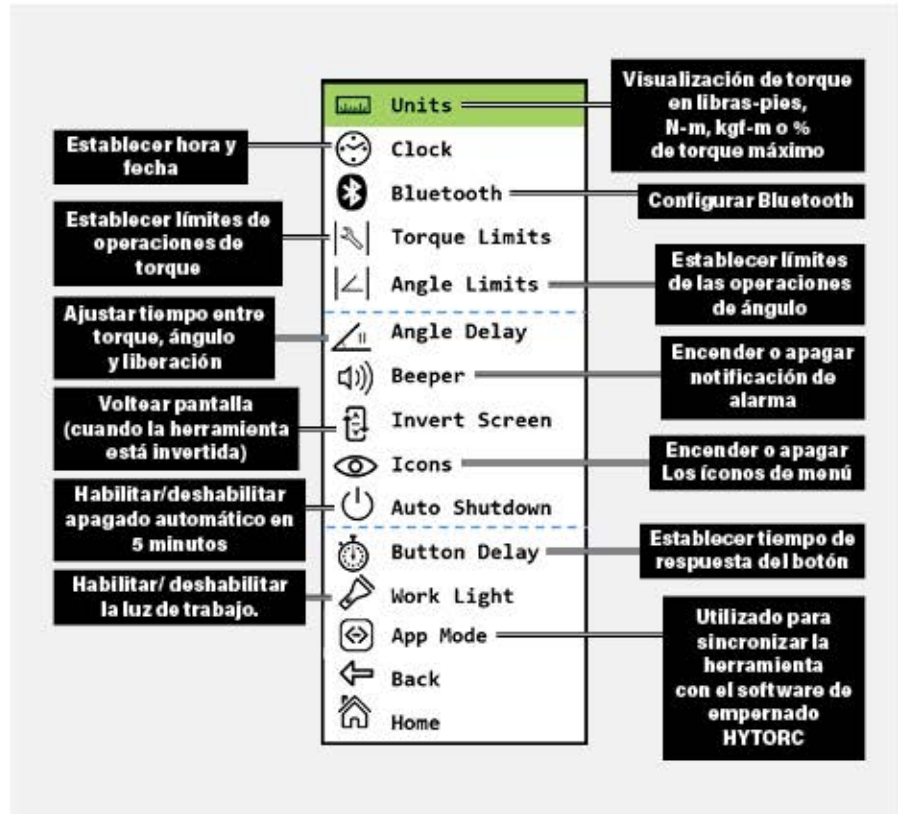 Units
Clock
Bluetooth
Torque Limits
Angle Limits
Angle Delay
Beeper
Invert Screen
Icons
Auto Shutdown
Button Delay
Work Light
App Mode
Back
Home
Establecer hora y
fecha
Establecer límites de
operaciones de
torque
Ajustar tiempo entre
torque, ángulo
y liberación
Voltear pantalla
(cuando la herramienta
está invertida)
Habilitar/deshabilitar
apagado automático en
5 minutos
Habilitar/ deshabilitar
la luz de trabajo.
Visualización de torque
en libras-pies,
N-m, kgf-m o %
de torque máximo
Configurar Bluetooth
Establecer límites
de las operaciones
de ángulo
Encender o apagar
notificación de
alarma
Encender o apagar
Los íconos de menú
Establecer tiempo de
respuesta del botón
Utilizado para
sincronizar la
herramienta
con el software de
empernado
HYTORC